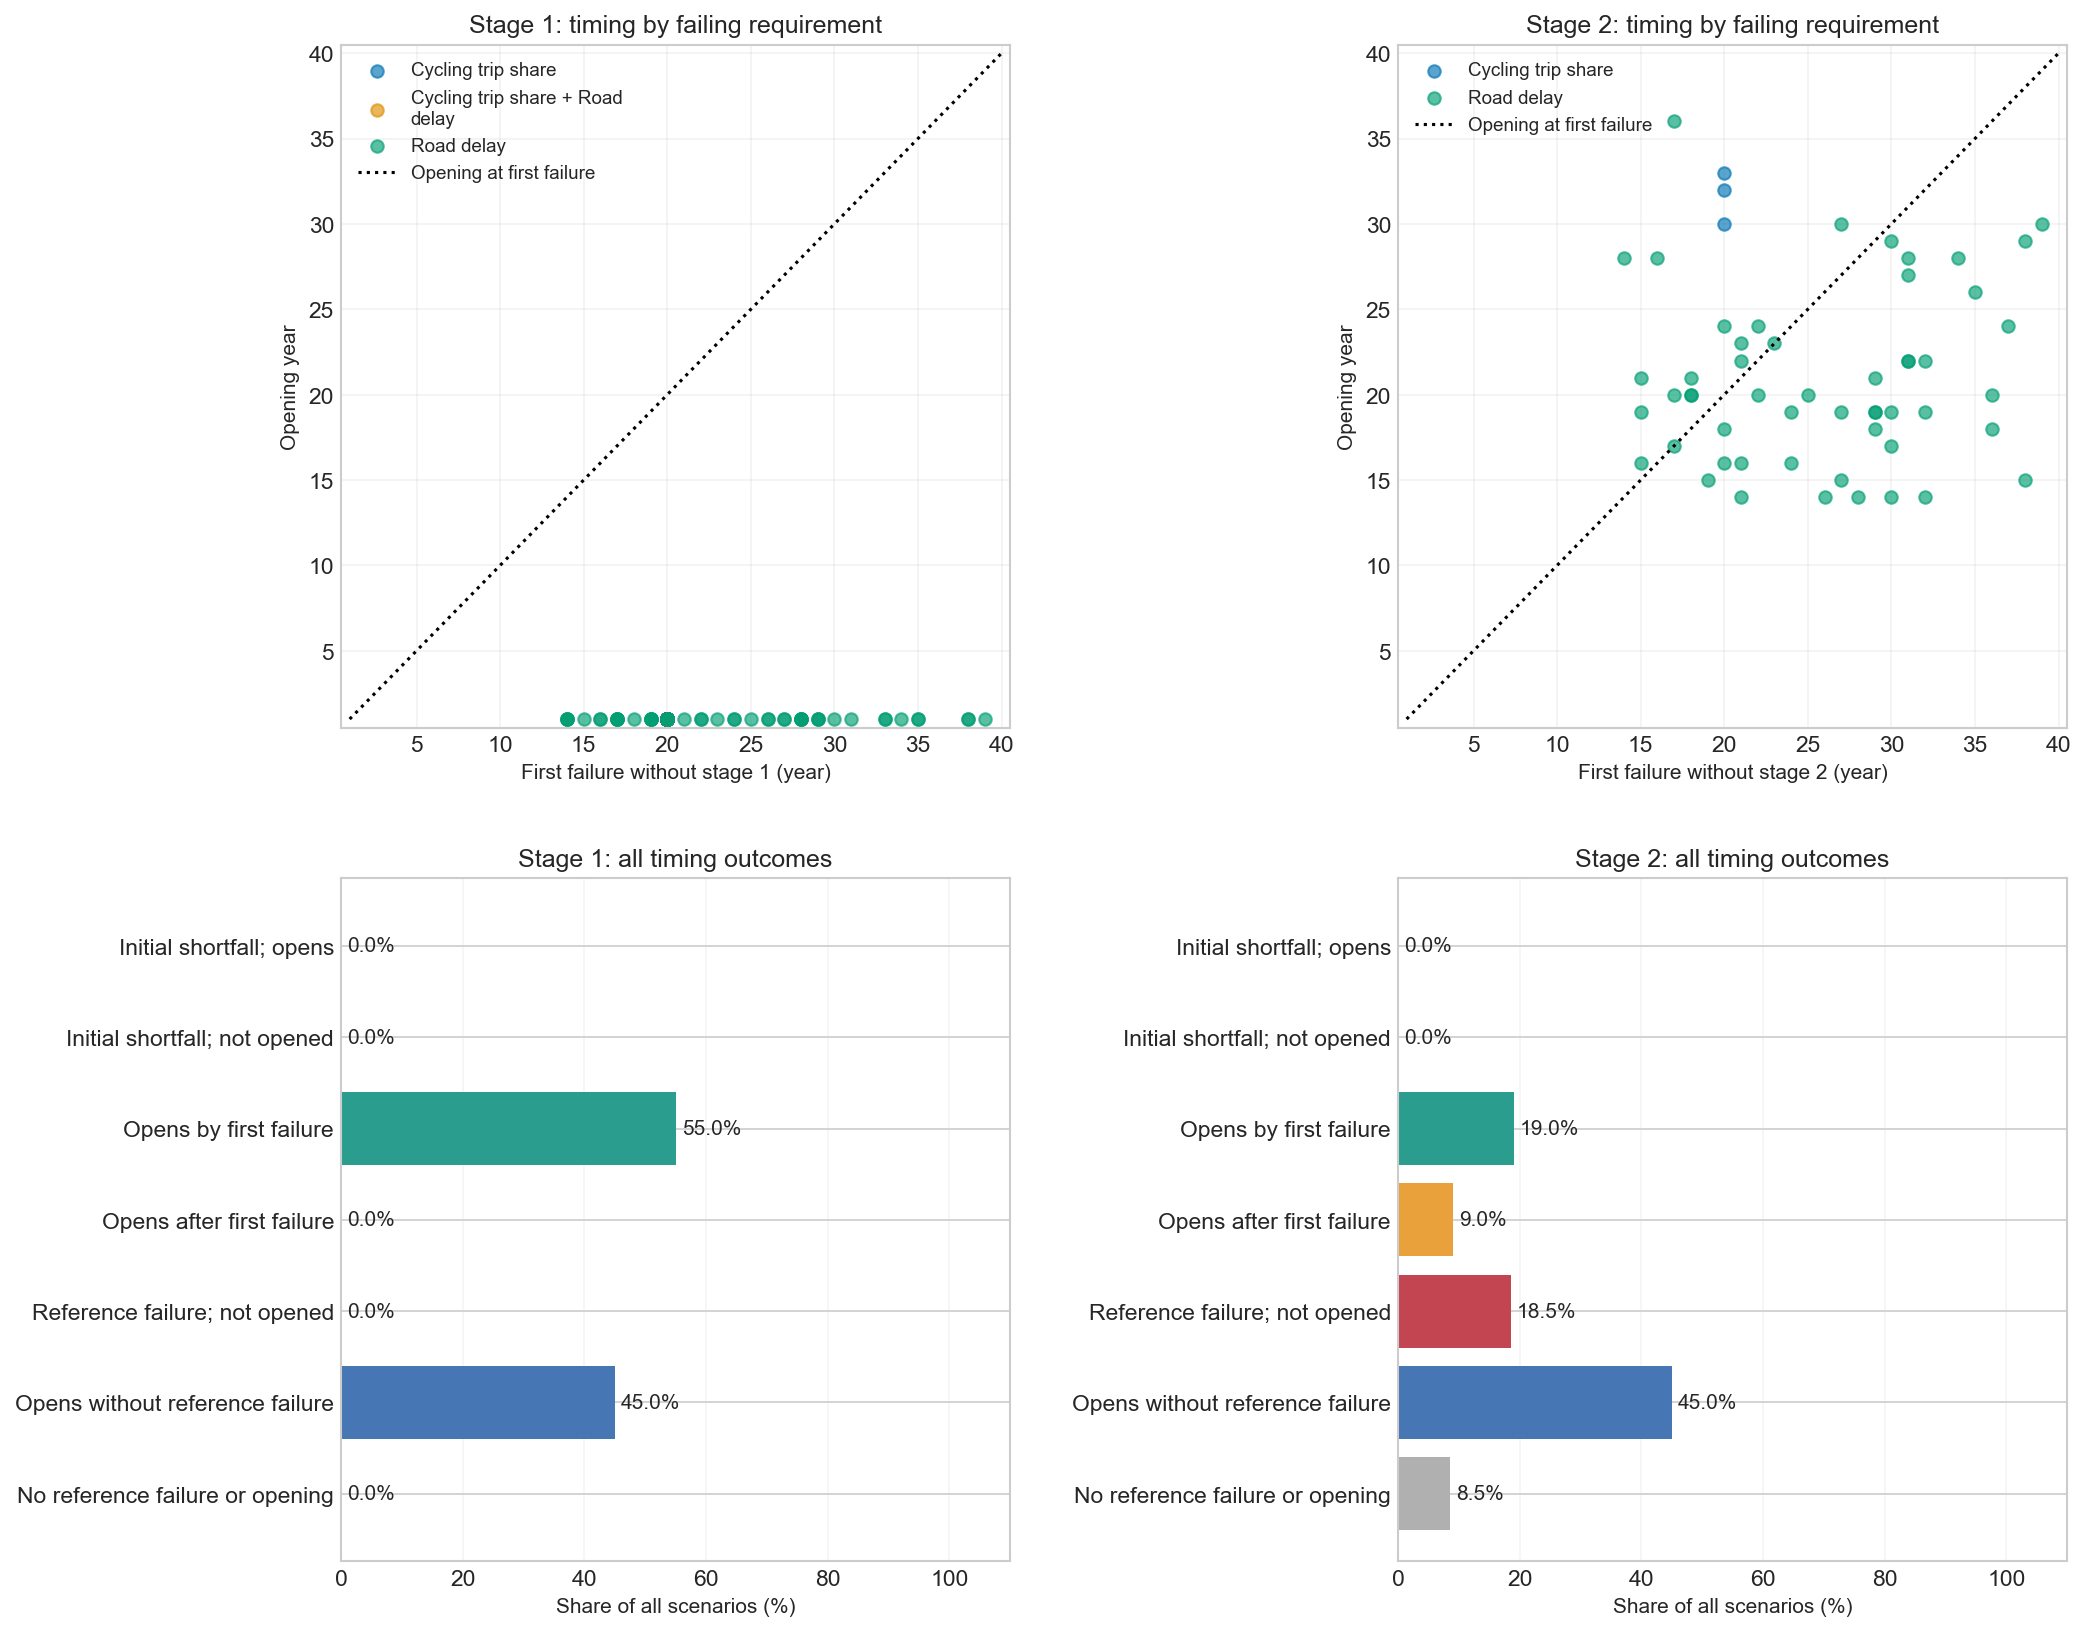 Stage 1: timing by failing requirement
40
35
30
25
20
15
10
5
Opening year
Cycling trip share
Cycling trip share + Road
delay
Road delay
Opening at first failure
5 10 15 20 25 30 35 40
First failure without stage 1 (year)
Stage 2: timing by failing requirement
40
35
30
25
20
15
10
5
Opening year
Cycling trip share
Road delay
Opening at first failure
5 10 15 20 25 30 35 40
First failure without stage 2 (year)
Stage 1: all timing outcomes
Initial shortfall; opens 0.0%
Initial shortfall; not opened 0.0%
Opens by first failure 55.0%
Opens after first failure 0.0%
Reference failure; not opened 0.0%
Opens without reference failure 45.0%
No reference failure or opening 0.0%
0 20 40 60 80 100
Share of all scenarios (%)
Stage 2: all timing outcomes
Initial shortfall; opens 0.0%
Initial shortfall; not opened 0.0%
Opens by first failure 19.0%
Opens after first failure 9.0%
Reference failure; not opened 18.5%
Opens without reference failure 45.0%
No reference failure or opening 8.5%
0 20 40 60 80 100
Share of all scenarios (%)